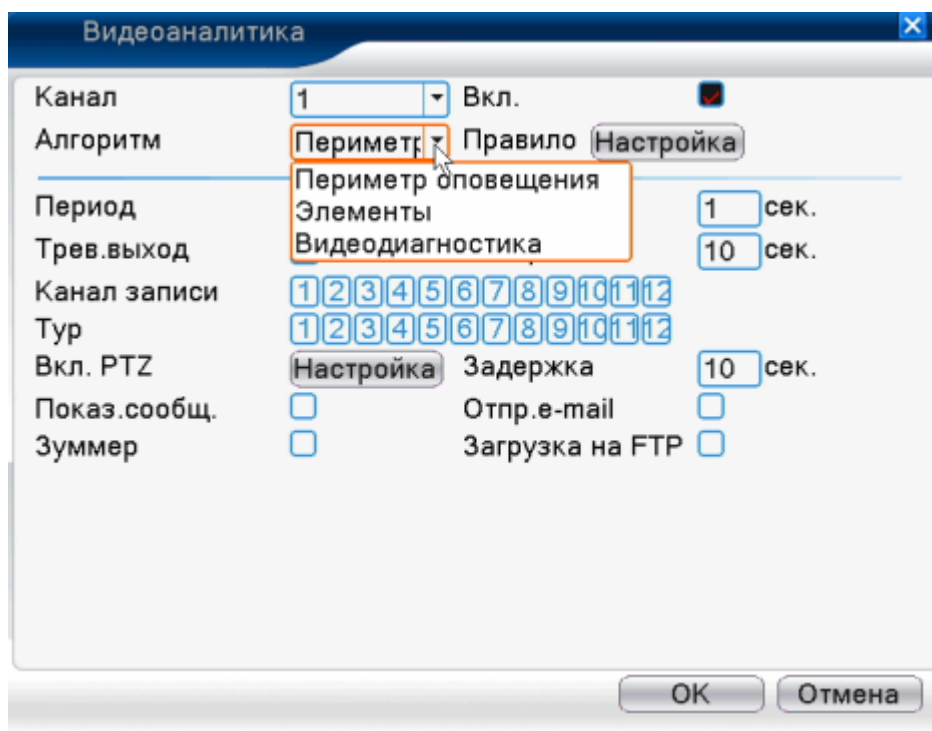 Видеоаналитика
Канал 1 Вкл.
Алгоритм Периметр Правило Настройка
Периметр оповещения
Период Элементы 1 сек.
Трев.выход Видеодиагностика 10 сек.
Канал записи 1 2 3 4 5 6 7 8 9 10 11 12
Тур 1 2 3 4 5 6 7 8 9 10 11 12
Вкл. PTZ Настройка Задержка 10 сек.
Показ.сообщ. Отпр.e-mail
Зуммер Загрузка на FTP
OK Отмена